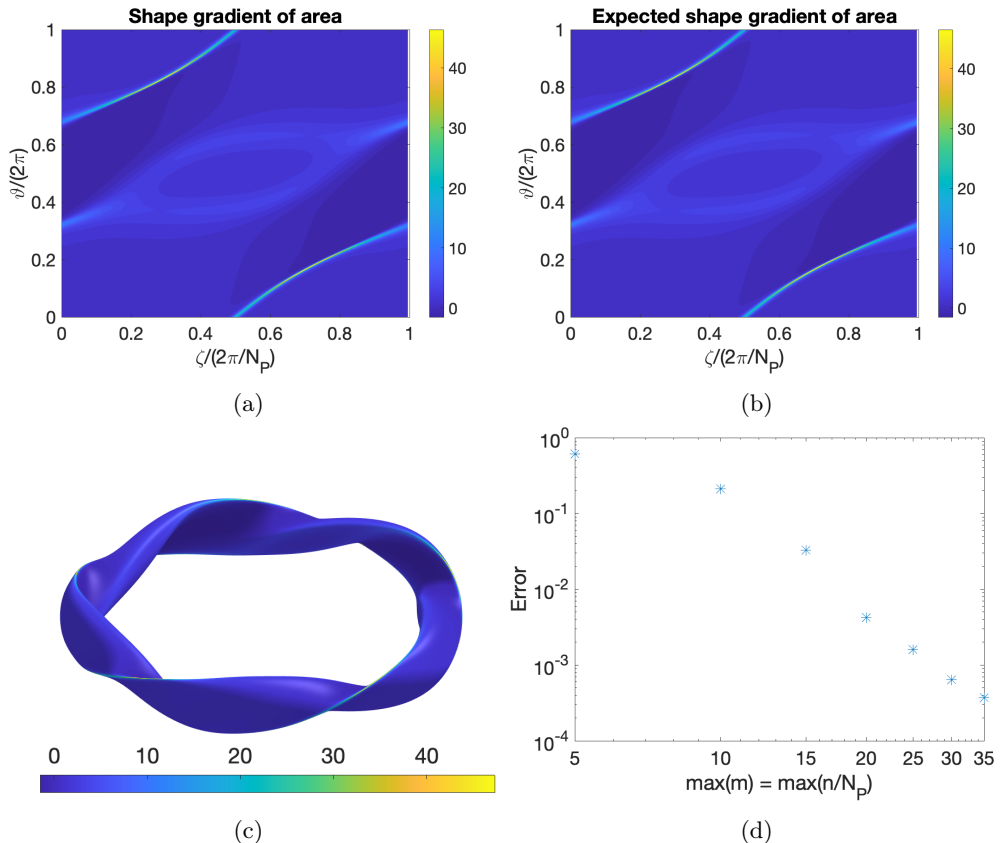 Shape gradient of area
1
0.8
0.6
0.4
0.2
0
0 0.2 0.4 0.6 0.8 1
ϑ/(2π)
ζ/(2π/N_P)
40
30
20
10
0
(a)
Expected shape gradient of area
1
0.8
0.6
0.4
0.2
0
0 0.2 0.4 0.6 0.8 1
ϑ/(2π)
ζ/(2π/N_P)
40
30
20
10
0
(b)
0 10 20 30 40
(c)
10^0
10^-1
10^-2
10^-3
10^-4
Error
5 10 15 20 25 30 35
max(m) = max(n/N_P)
(d)